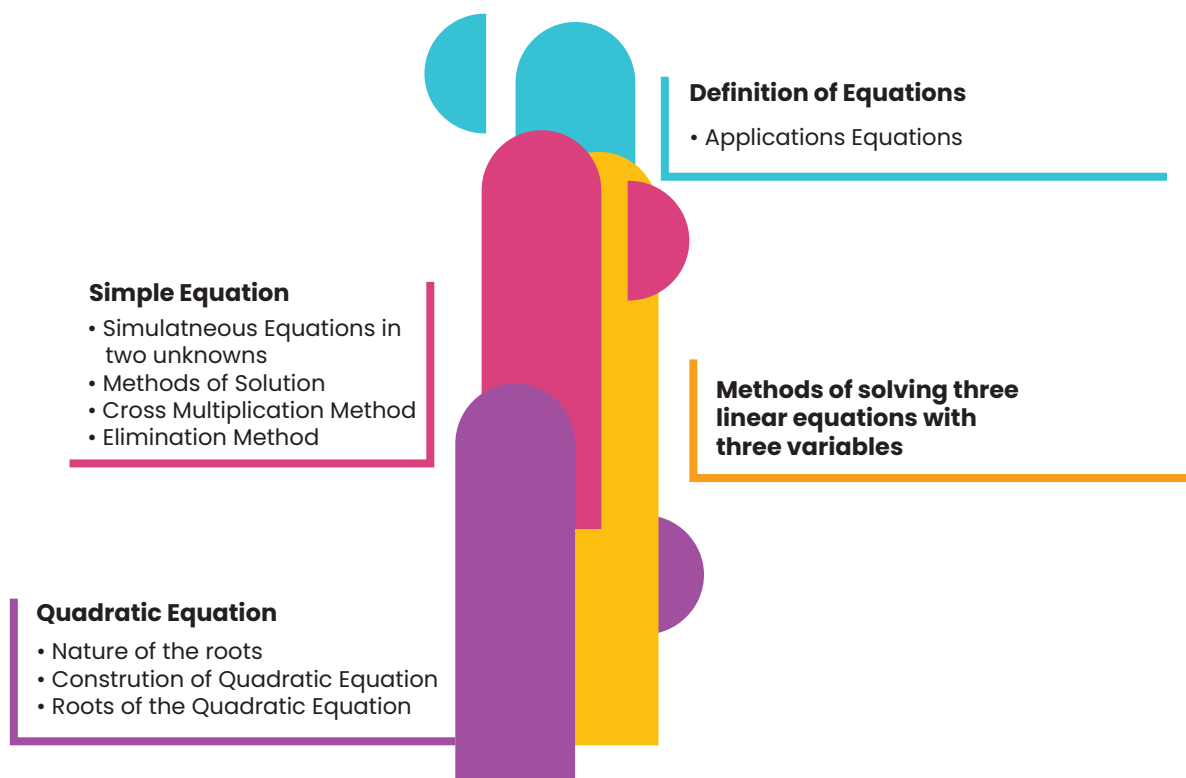 Definition of Equations
• Applications Equations
Simple Equation
• Simulatneous Equations in
two unknowns
• Methods of Solution
• Cross Multiplication Method
• Elimination Method
Methods of solving three
linear equations with
three variables
Quadratic Equation
• Nature of the roots
• Constrution of Quadratic Equation
• Roots of the Quadratic Equation